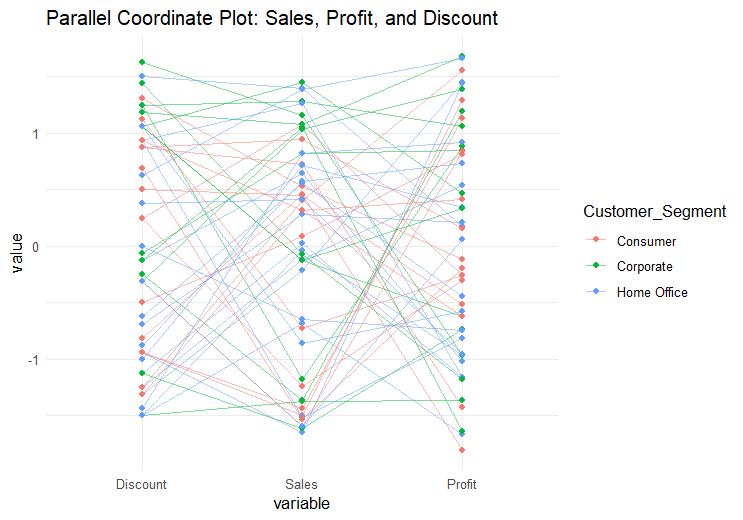 Parallel Coordinate Plot: Sales, Profit, and Discount
value
1
0
-1
Discount
Sales
Profit
variable
Customer_Segment
Consumer
Corporate
Home Office